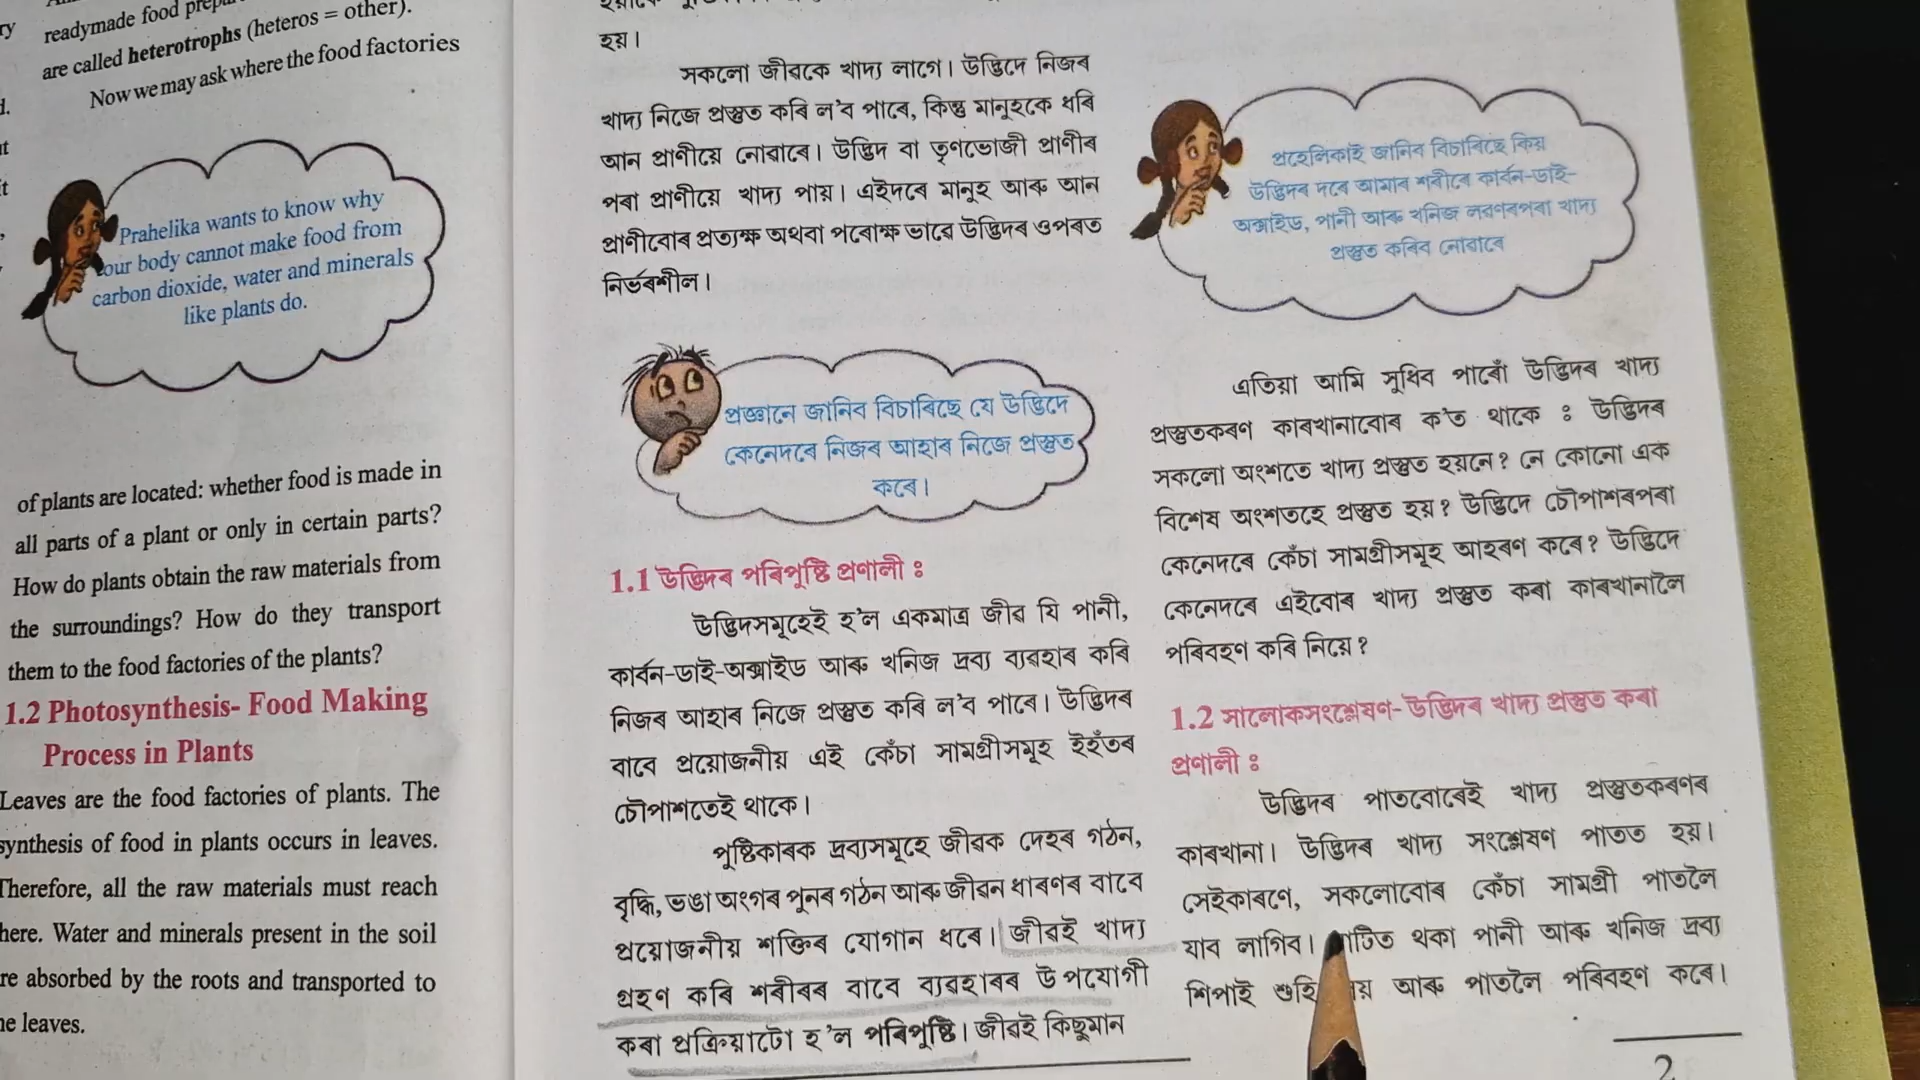 readymade food
are called heterotrophs (heteros = other).
Now we may ask where the food factories
Prahelika wants to know why
our body cannot make food from
carbon dioxide, water and minerals
like plants do.
of plants are located: whether food is made in
all parts of a plant or only in certain parts?
How do plants obtain the raw materials from
the surroundings? How do they transport
them to the food factories of the plants?
1.2 Photosynthesis- Food Making
Process in Plants
Leaves are the food factories of plants. The
synthesis of food in plants occurs in leaves.
Therefore, all the raw materials must reach
here. Water and minerals present in the soil
re absorbed by the roots and transported to
he leaves.
হয়।
সকলো জীৱকে খাদ্য লাগে। উদ্ভিদে নিজৰ
খাদ্য নিজে প্ৰস্তুত কৰি ল'ব পাৰে, কিন্তু মানুহকে ধৰি
আন প্ৰাণীয়ে নোৱাৰে। উদ্ভিদ বা তৃণভোজী প্ৰাণীৰ
পৰা প্ৰাণীয়ে খাদ্য পায়। এইদৰে মানুহ আৰু আন
প্ৰাণীবোৰ প্ৰত্যক্ষ অথবা পৰোক্ষ ভাৱে উদ্ভিদৰ ওপৰত
নিৰ্ভৰশীল।
প্ৰজ্ঞানে জানিব বিচাৰিছে যে উদ্ভিদে
কেনেদৰে নিজৰ আহাৰ নিজে প্ৰস্তুত
কৰে।
1.1 উদ্ভিদৰ পৰিপুষ্টি প্ৰণালী ঃ
উদ্ভিদসমূহেই হ'ল একমাত্ৰ জীৱ যি পানী,
কাৰ্বন-ডাই-অক্সাইড আৰু খনিজ দ্ৰব্য ব্যৱহাৰ কৰি
নিজৰ আহাৰ নিজে প্ৰস্তুত কৰি ল'ব পাৰে। উদ্ভিদৰ
বাবে প্ৰয়োজনীয় এই কেঁচা সামগ্ৰীসমূহ ইহঁতৰ
চৌপাশতেই থাকে।
পুষ্টিকাৰক দ্ৰব্যসমূহে জীৱক দেহৰ গঠন,
বৃদ্ধি, ভঙা অংগৰ পুনৰ গঠন আৰু জীৱন ধাৰণৰ বাবে
প্ৰয়োজনীয় শক্তিৰ যোগান ধৰে। জীৱই খাদ্য
গ্ৰহণ কৰি শৰীৰৰ বাবে ব্যৱহাৰৰ উপযোগী
কৰা প্ৰক্ৰিয়াটো হ'ল পৰিপুষ্টি। জীৱই কিছুমান
প্ৰহেলিকাই জানিব বিচাৰিছে কিয়
উদ্ভিদৰ দৰে আমাৰ শৰীৰে কাৰ্বন-ডাই-
অক্সাইড, পানী আৰু খনিজ লৱণৰপৰা খাদ্য
প্ৰস্তুত কৰিব নোৱাৰে
এতিয়া আমি সুধিব পাৰোঁ উদ্ভিদৰ খাদ্য
প্ৰস্তুতকৰণ কাৰখানাবোৰ ক'ত থাকে ঃ উদ্ভিদৰ
সকলো অংশতে খাদ্য প্ৰস্তুত হয়নে? নে কোনো এক
বিশেষ অংশতহে প্ৰস্তুত হয়? উদ্ভিদে চৌপাশৰপৰা
কেনেদৰে কেঁচা সামগ্ৰীসমূহ আহৰণ কৰে? উদ্ভিদে
কেনেদৰে এইবোৰ খাদ্য প্ৰস্তুত কৰা কাৰখানালৈ
পৰিবহণ কৰি নিয়ে?
1.2 সালোকসংশ্লেষণ- উদ্ভিদৰ খাদ্য প্ৰস্তুত কৰা
প্ৰণালী ঃ
উদ্ভিদৰ পাতবোৰেই খাদ্য প্ৰস্তুতকৰণৰ
কাৰখানা। উদ্ভিদৰ খাদ্য সংশ্লেষণ পাতত হয়।
সেইকাৰণে, সকলোবোৰ কেঁচা সামগ্ৰী পাতলৈ
যাব লাগিব। থকা পানী আৰু খনিজ দ্ৰব্য
শিপাই আৰু পাতলৈ পৰিবহণ কৰে।
2